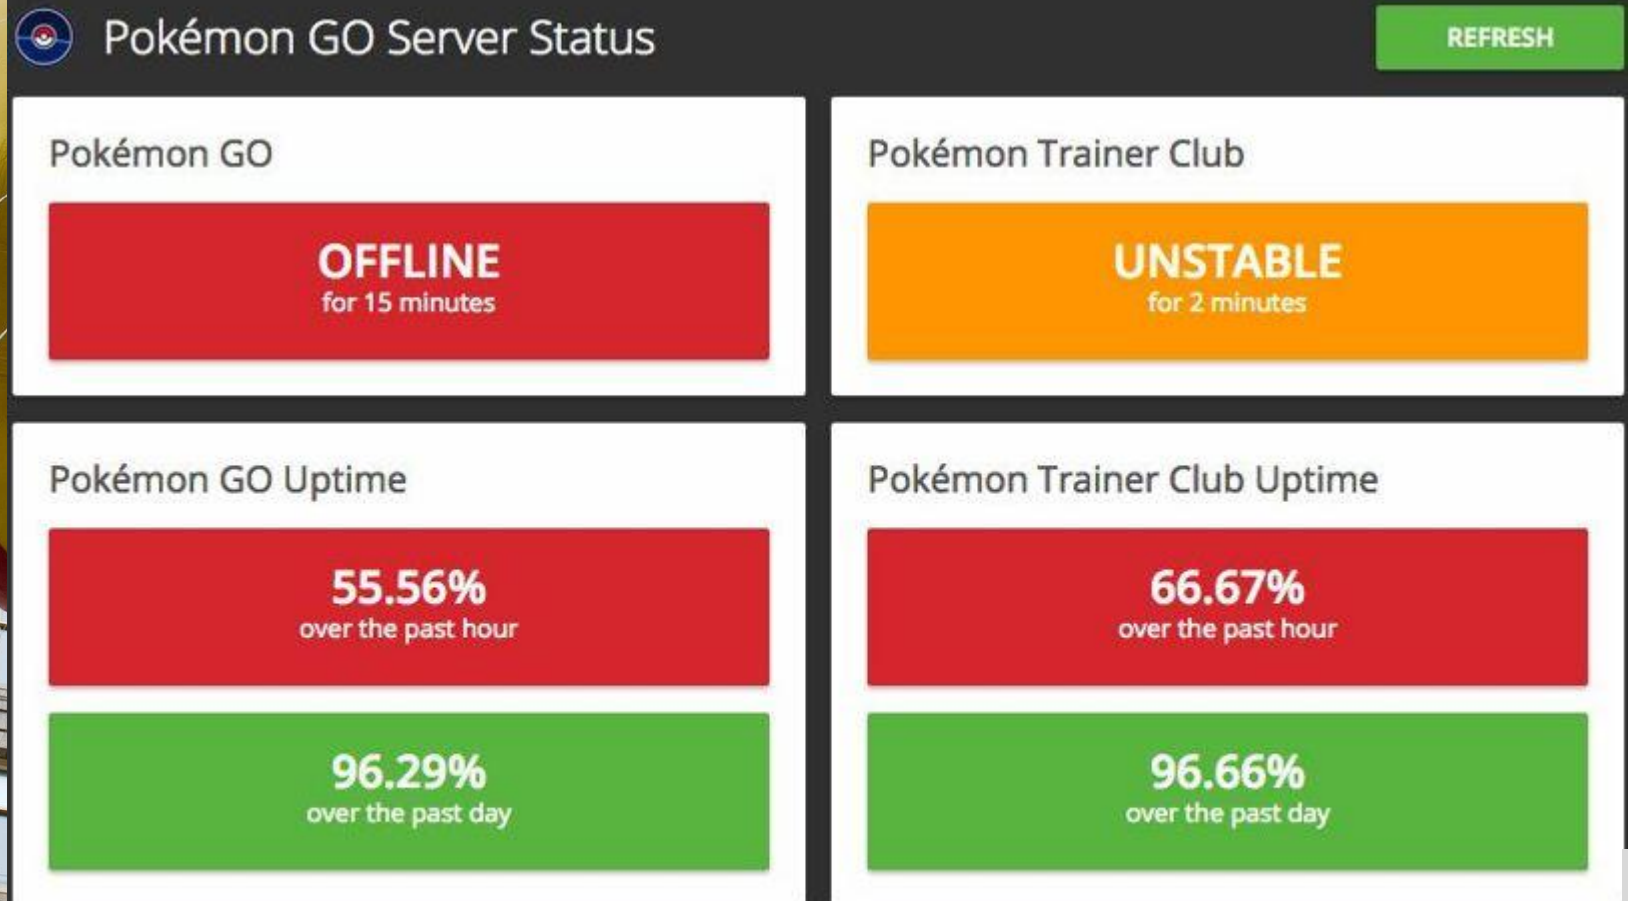 Pokémon GO Server Status
REFRESH
Pokémon GO
OFFLINE
for 15 minutes
Pokémon Trainer Club
UNSTABLE
for 2 minutes
Pokémon GO Uptime
55.56%
over the past hour
96.29%
over the past day
Pokémon Trainer Club Uptime
66.67%
over the past hour
96.66%
over the past day